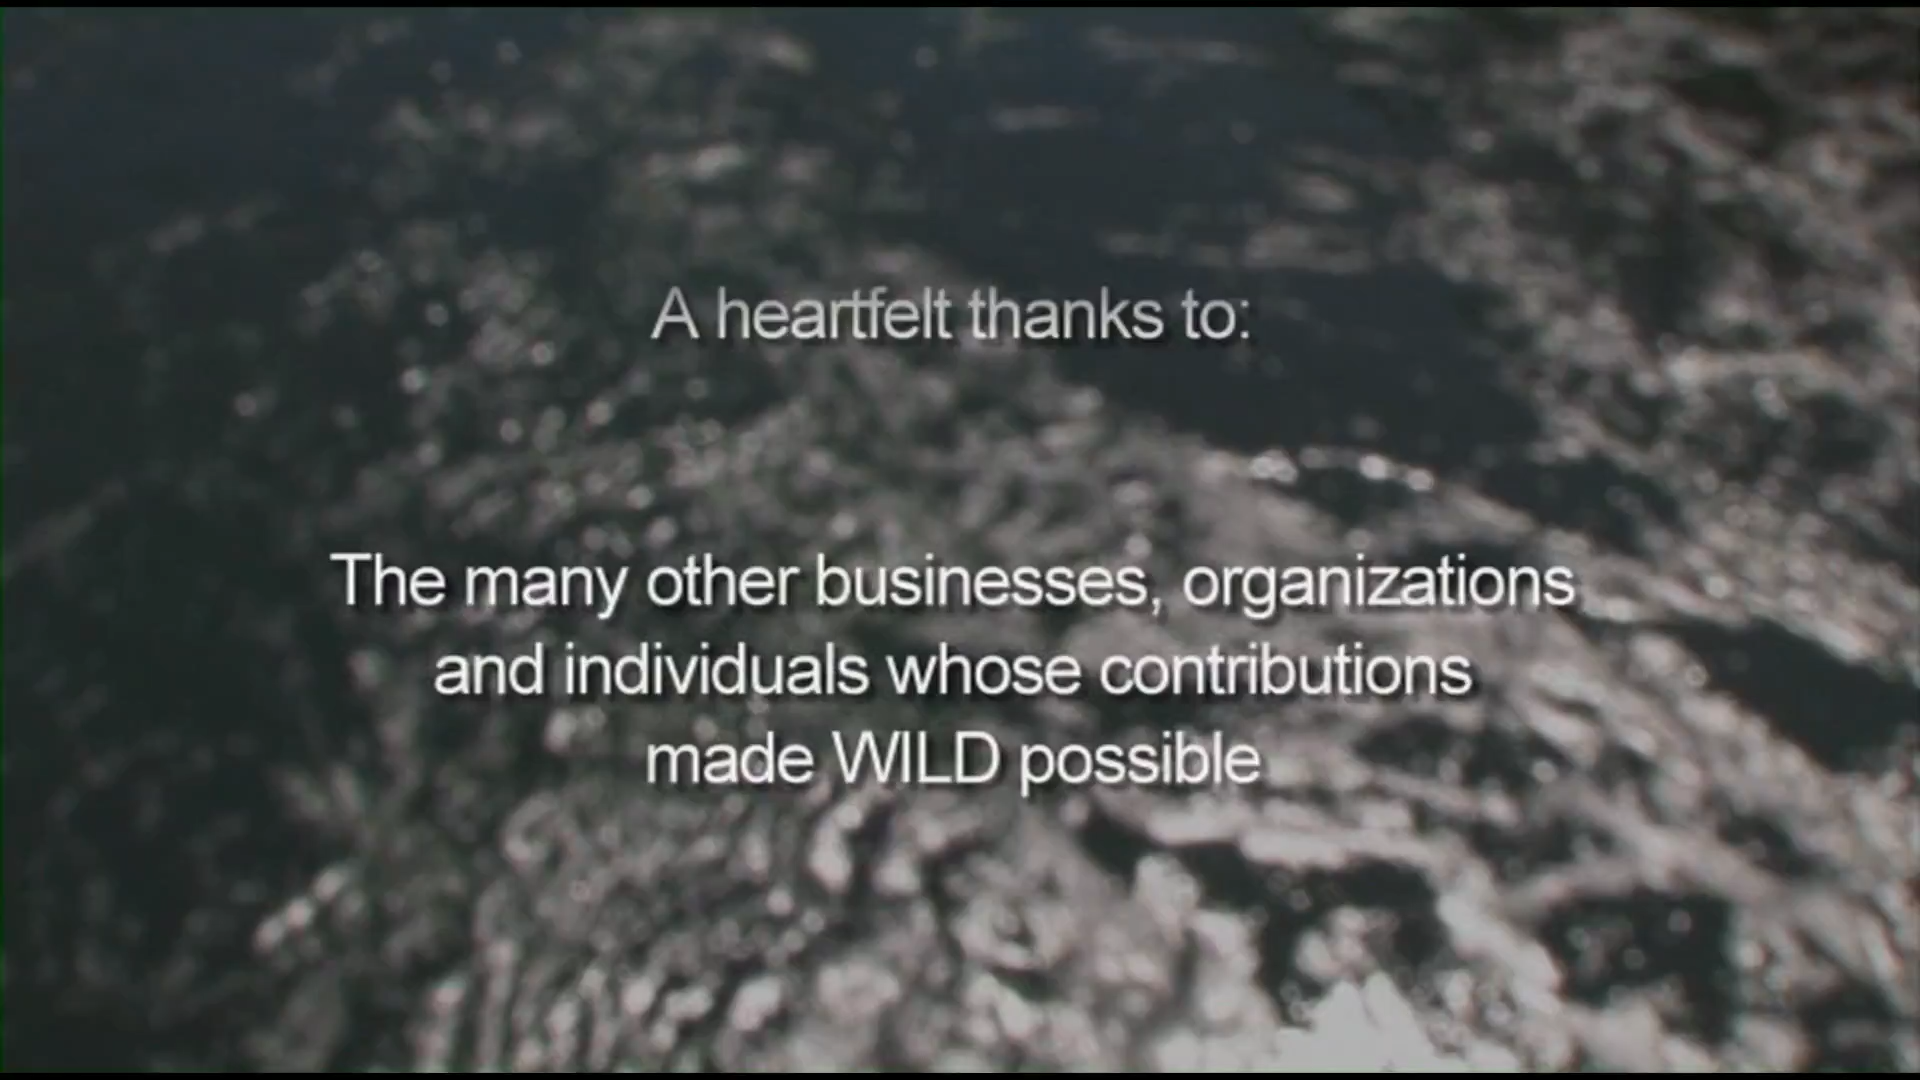 A heartfelt thanks to:
The many other businesses, organizations
and individuals whose contributions
made WILD possible